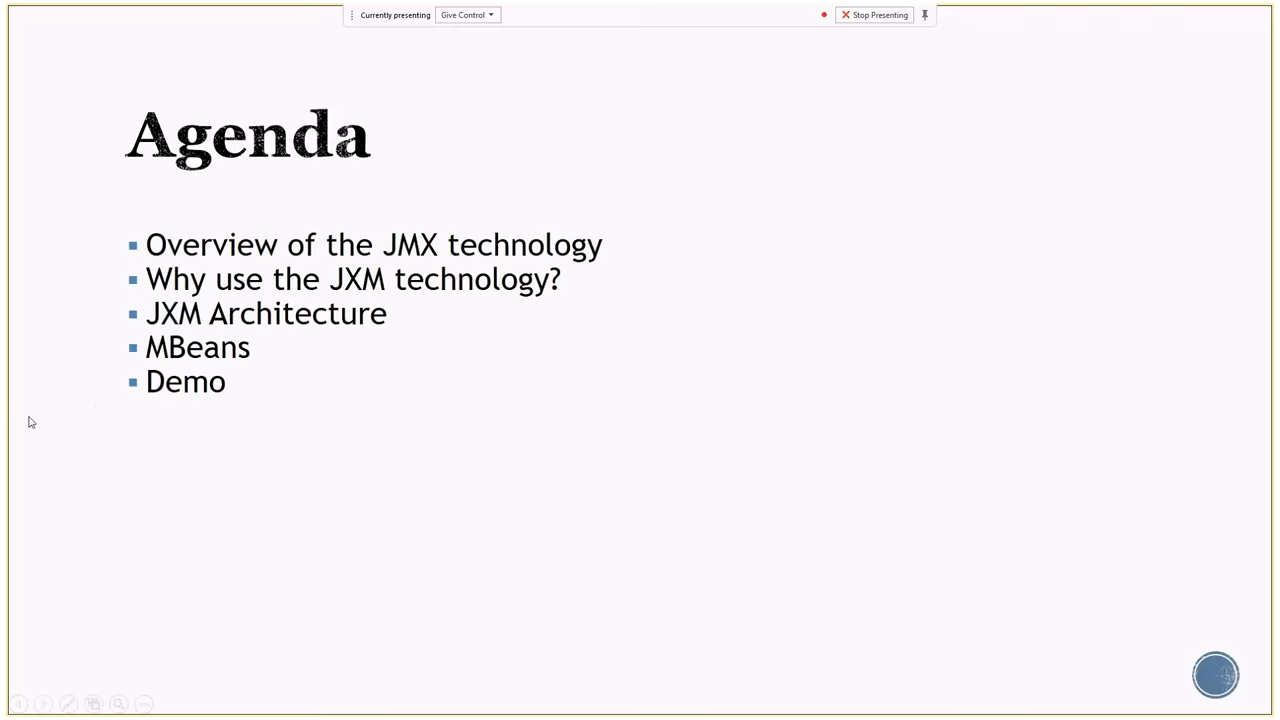 Currently presenting Give Control Stop Presenting
Agenda
Overview of the JMX technology
Why use the JXM technology?
JXM Architecture
MBeans
Demo